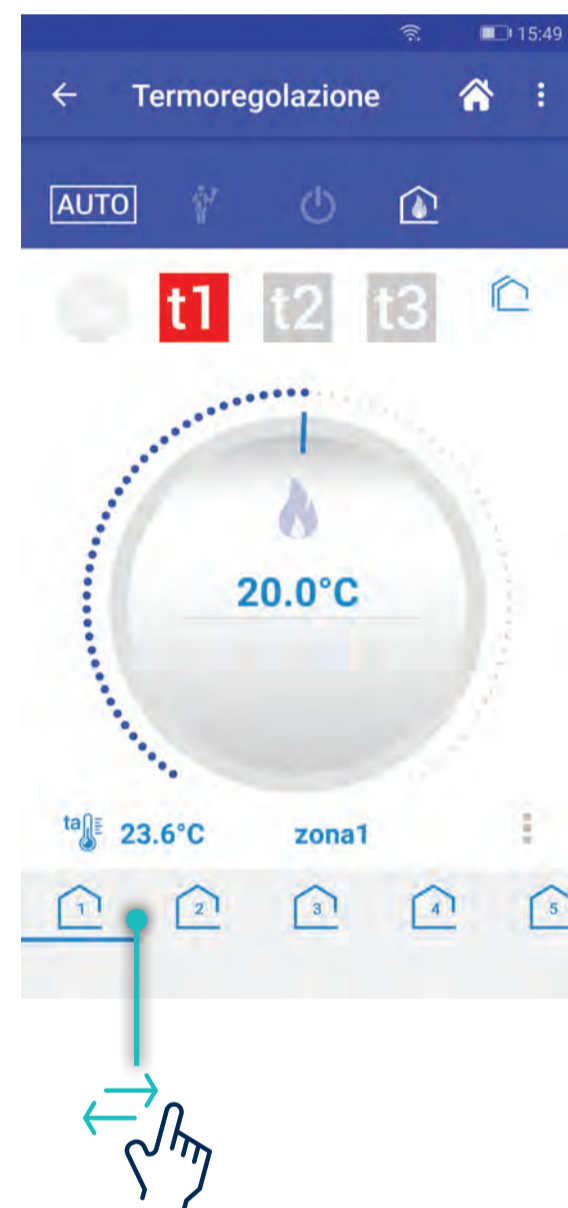 15:49
Termoregolazione
AUTO
t1 t2 t3
20.0°C
ta 23.6°C zona1
1 2 3 4 5